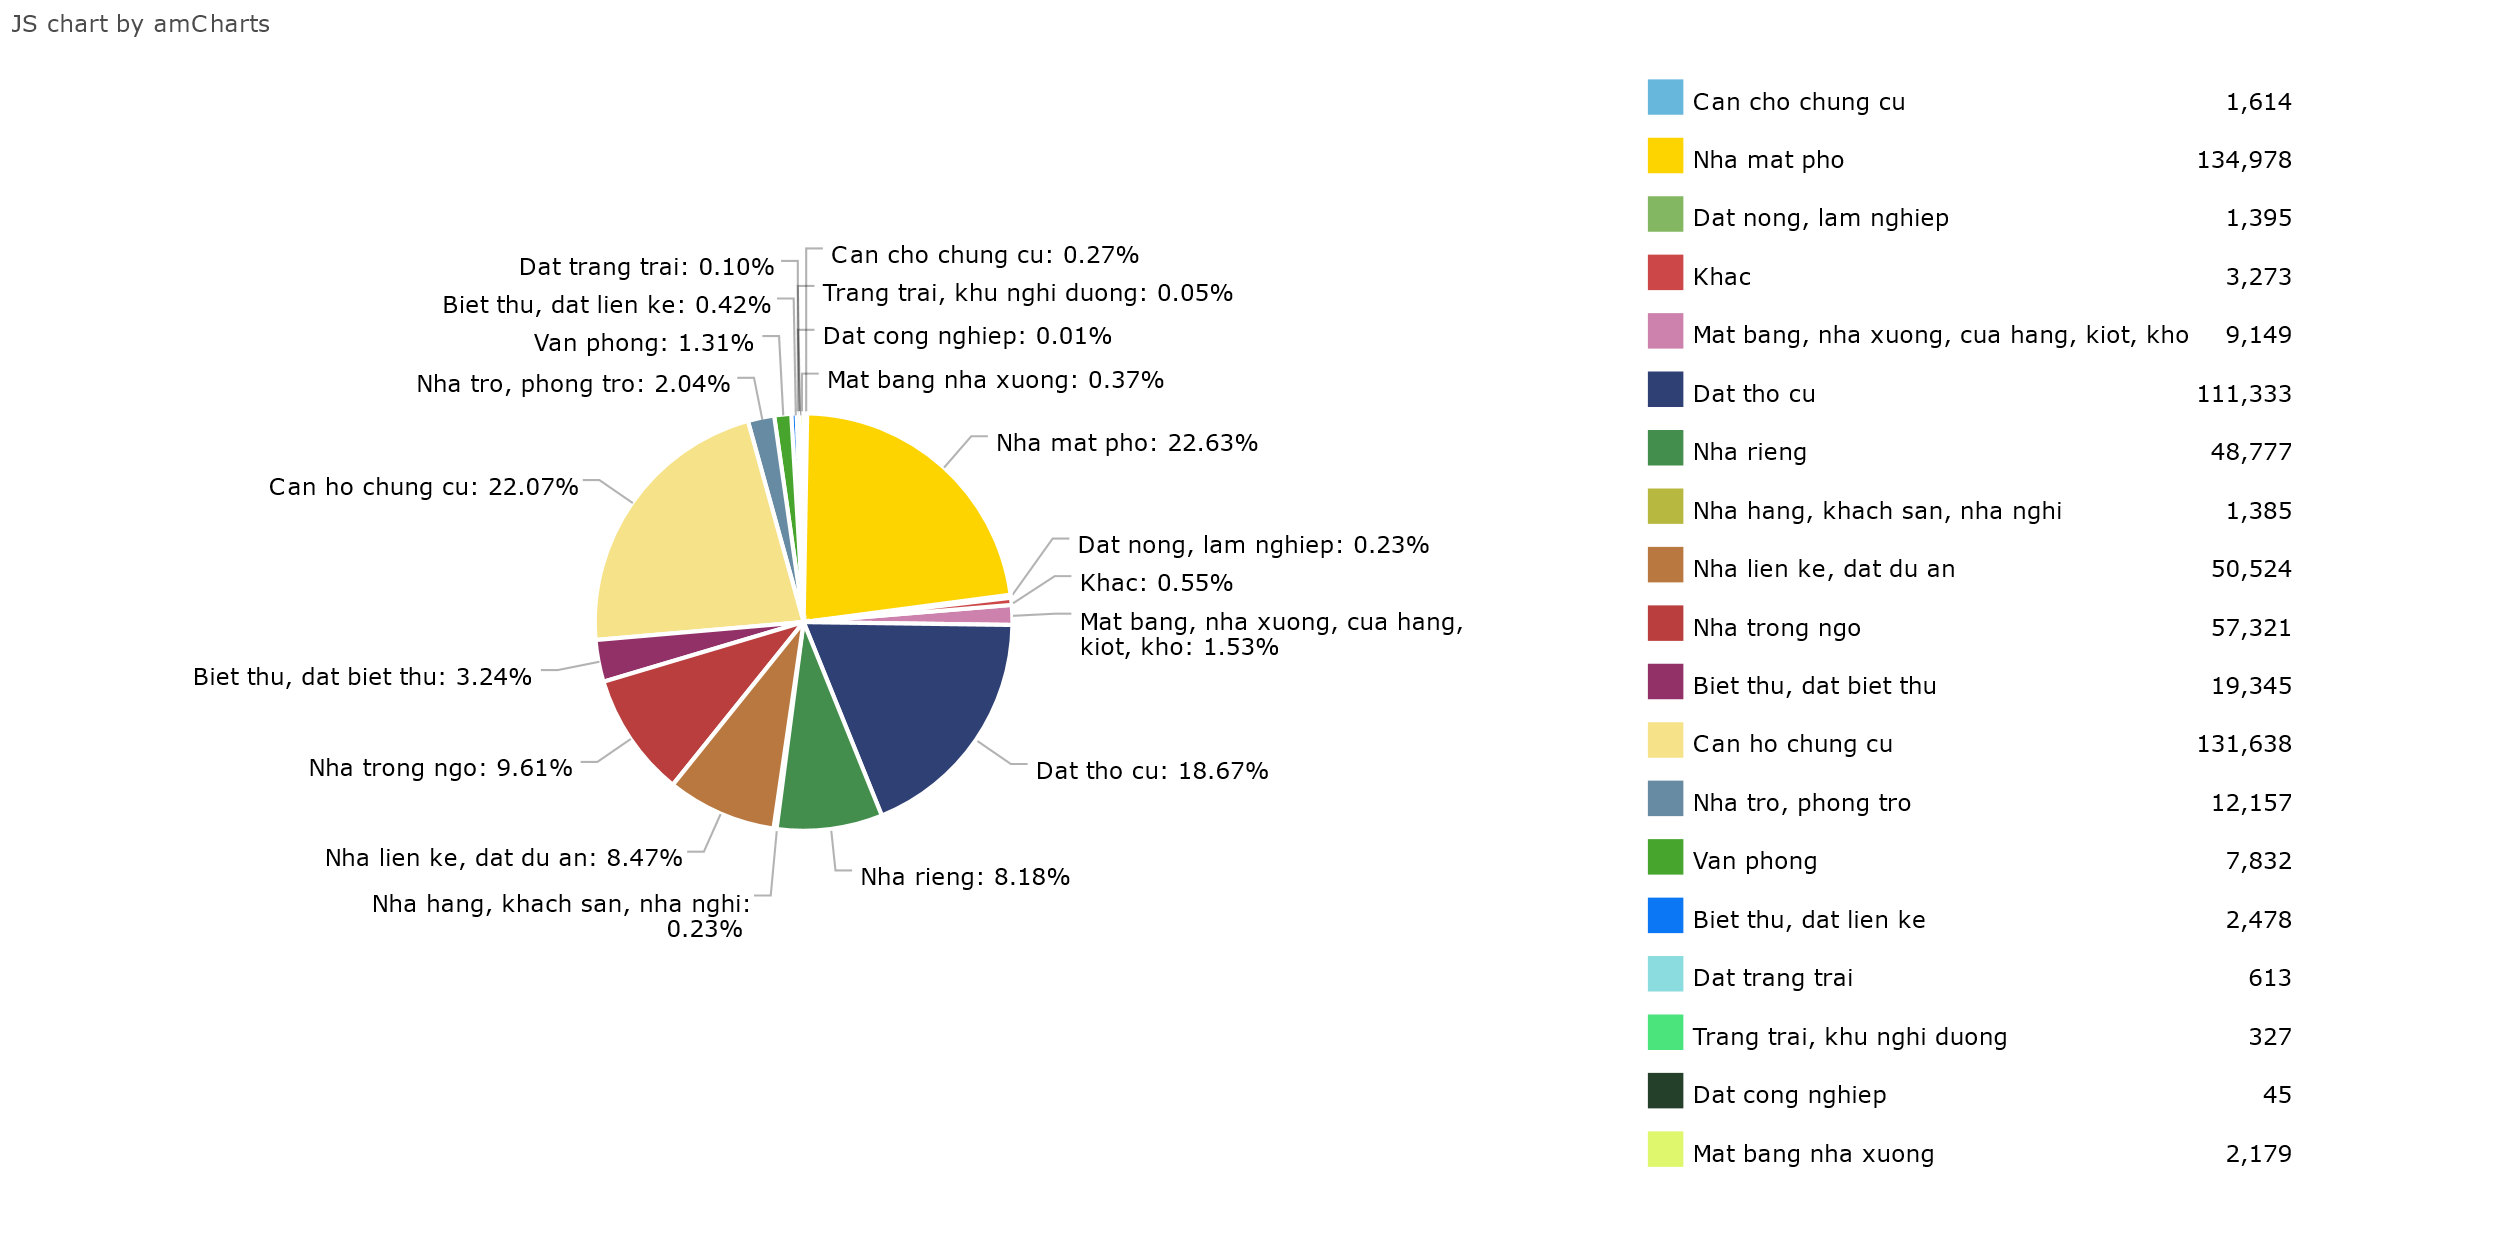 JS chart by amCharts
Can cho chung cu: 0.27%
Dat trang trai: 0.10%
Trang trai, khu nghi duong: 0.05%
Biet thu, dat lien ke: 0.42%
Dat cong nghiep: 0.01%
Van phong: 1.31%
Mat bang nha xuong: 0.37%
Nha tro, phong tro: 2.04%
Nha mat pho: 22.63%
Can ho chung cu: 22.07%
Dat nong, lam nghiep: 0.23%
Khac: 0.55%
Mat bang, nha xuong, cua hang,
kiot, kho: 1.53%
Biet thu, dat biet thu: 3.24%
Nha trong ngo: 9.61%
Dat tho cu: 18.67%
Nha lien ke, dat du an: 8.47%
Nha rieng: 8.18%
Nha hang, khach san, nha nghi:
0.23%
Can cho chung cu 1,614
Nha mat pho 134,978
Dat nong, lam nghiep 1,395
Khac 3,273
Mat bang, nha xuong, cua hang, kiot, kho 9,149
Dat tho cu 111,333
Nha rieng 48,777
Nha hang, khach san, nha nghi 1,385
Nha lien ke, dat du an 50,524
Nha trong ngo 57,321
Biet thu, dat biet thu 19,345
Can ho chung cu 131,638
Nha tro, phong tro 12,157
Van phong 7,832
Biet thu, dat lien ke 2,478
Dat trang trai 613
Trang trai, khu nghi duong 327
Dat cong nghiep 45
Mat bang nha xuong 2,179